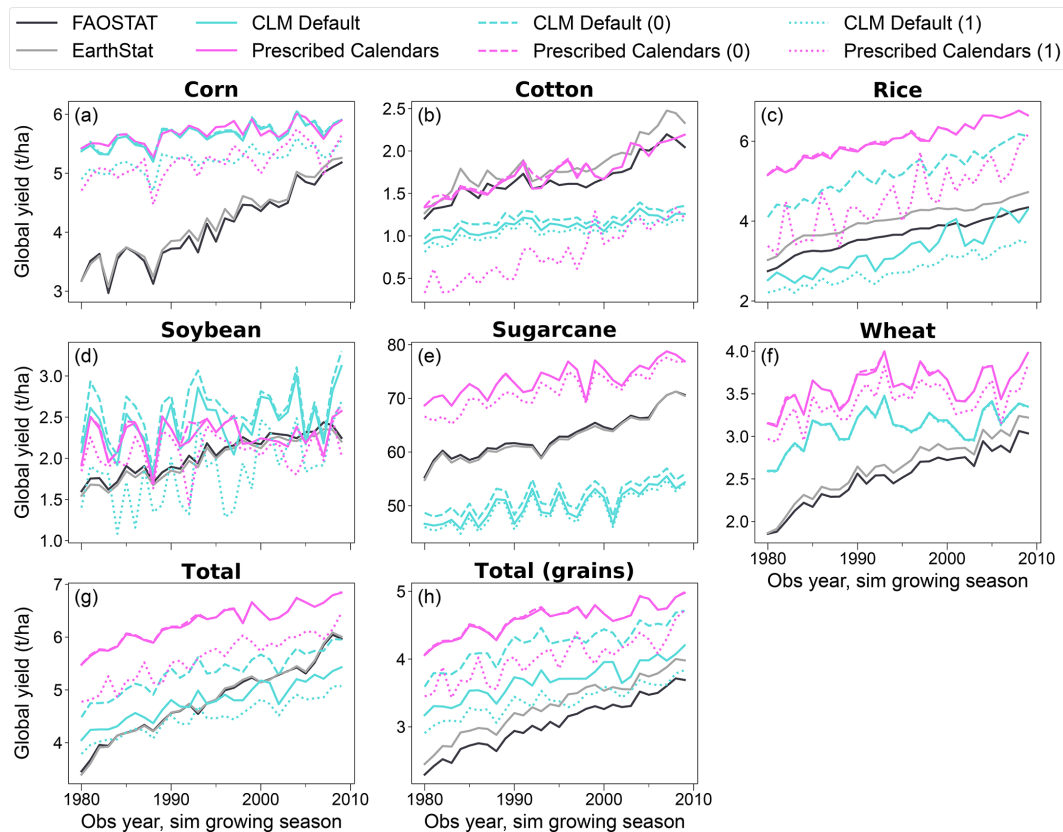 FAOSTAT CLM Default CLM Default (0) CLM Default (1)
EarthStat Prescribed Calendars Prescribed Calendars (0) Prescribed Calendars (1)
Corn Cotton Rice
(a) (b) (c)
Global yield (t/ha)
6
5
4
3
2.5
2.0
1.5
1.0
0.5
6
4
2
Soybean Sugarcane Wheat
(d) (e) (f)
Global yield (t/ha)
3.0
2.5
2.0
1.5
1.0
80
70
60
50
4.0
3.5
3.0
2.5
2.0
1980 1990 2000 2010
Obs year, sim growing season
Total Total (grains)
(g) (h)
Global yield (t/ha)
7
6
5
4
5
4
3
1980 1990 2000 2010 1980 1990 2000 2010
Obs year, sim growing season Obs year, sim growing season